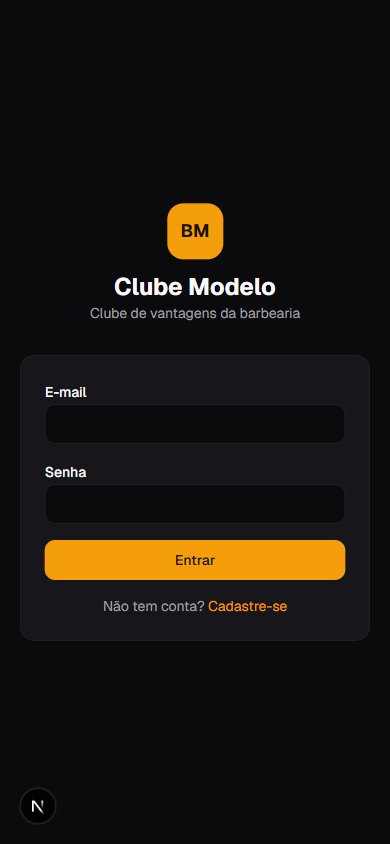 BM
Clube Modelo
Clube de vantagens da barbearia
E-mail
Senha
Entrar
Não tem conta? Cadastre-se
N